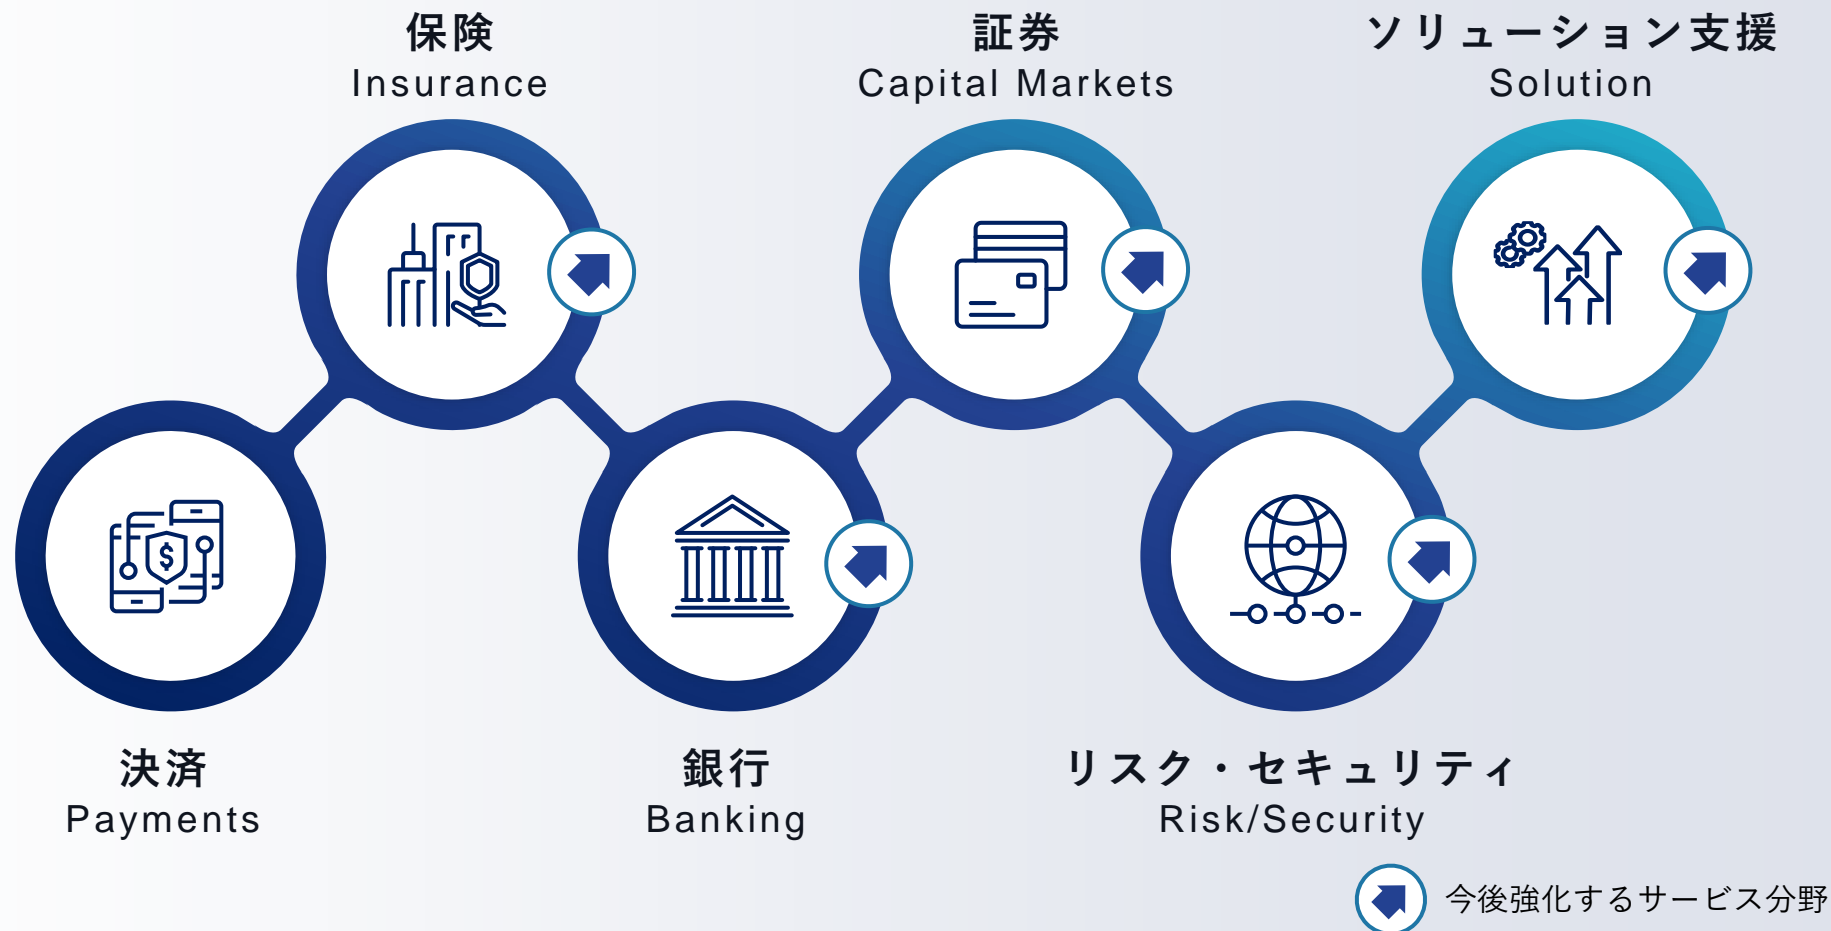 保険
Insurance
証券
Capital Markets
ソリューション支援
Solution
$
決済
Payments
銀行
Banking
リスク・セキュリティ
Risk/Security
今後強化するサービス分野